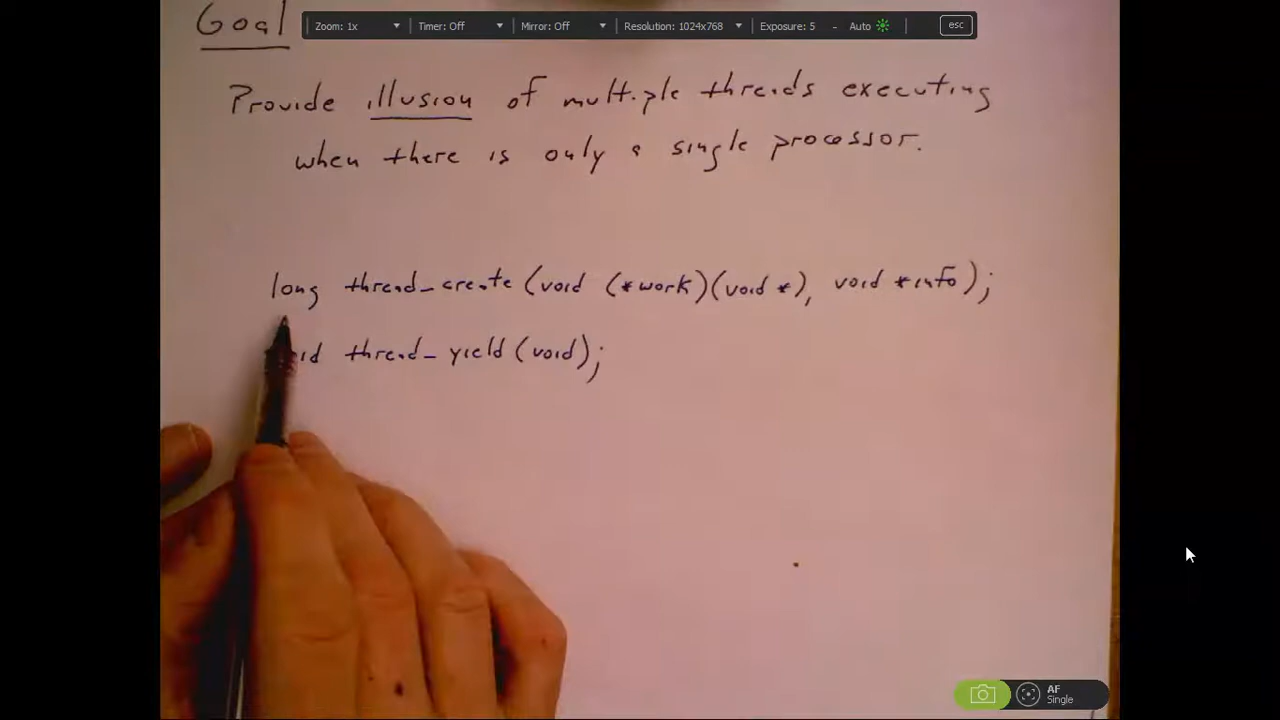 Goal
Zoom: 1x Timer: Off Mirror: Off Resolution: 1024x768 Exposure: 5 - Auto esc
Provide illusion of multiple threads executing
when there is only a single processor.
long thread_create (void (*work)(void *), void *info);
void thread_yield (void);
AF
Single